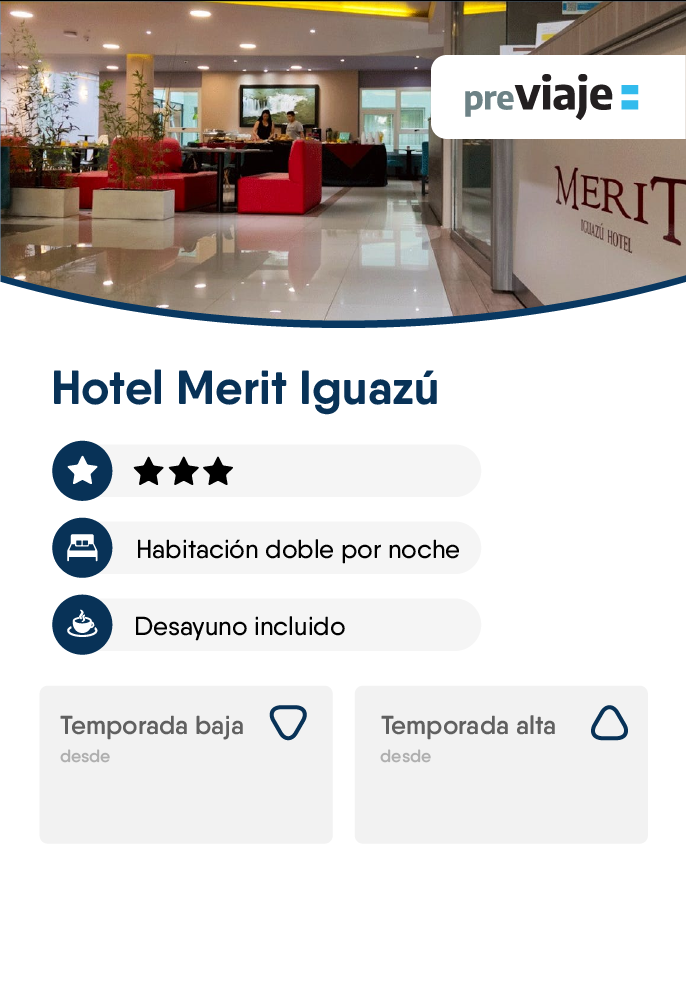 previaje
MERIT
IGUAZÚ HOTEL
Hotel Merit Iguazú
Habitación doble por noche
Desayuno incluido
Temporada baja
desde
Temporada alta
desde